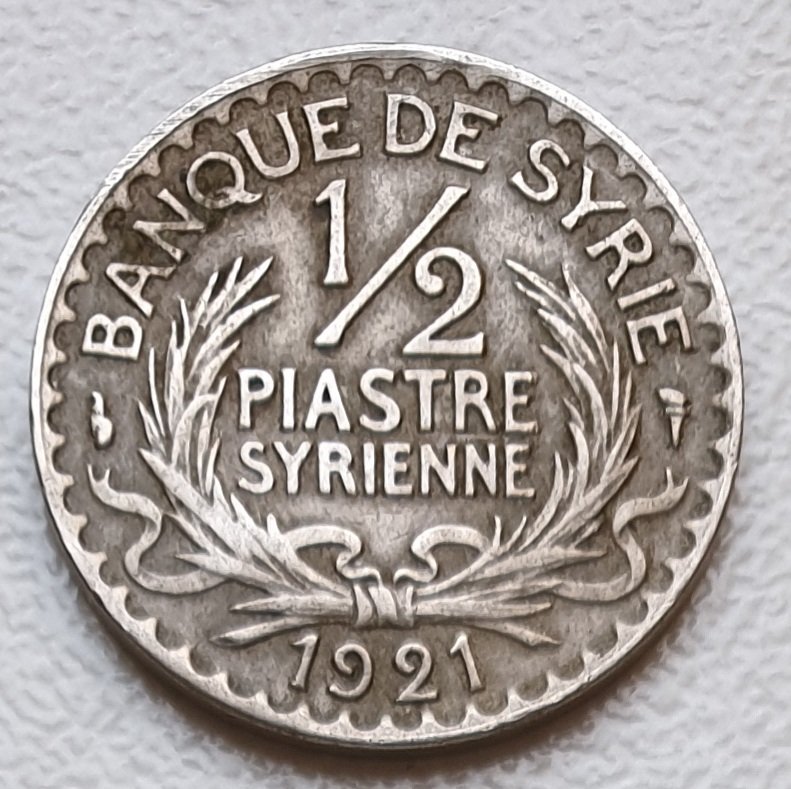 BANQUE DE SYRIE
1/2
PIASTRE
SYRIENNE
1921